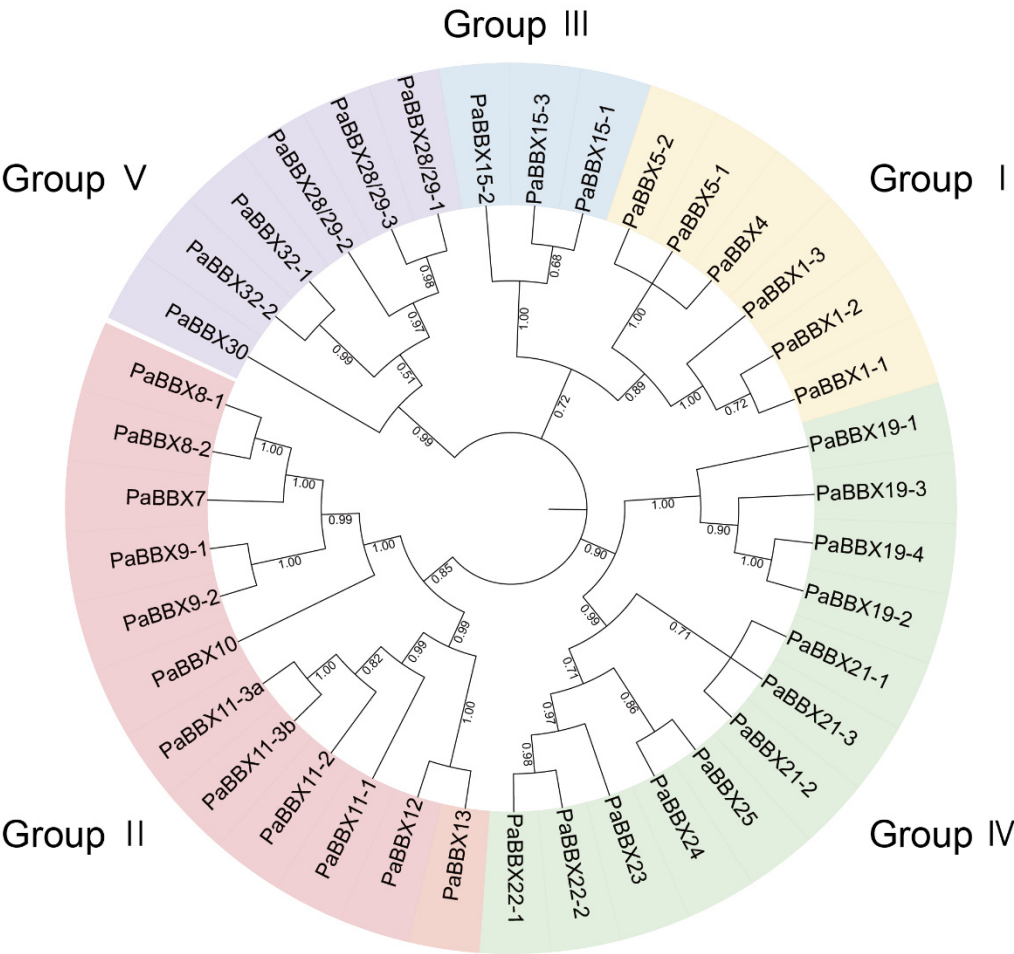 Group III
Group V
Group I
Group II
Group IV
PaBBX15-2
PaBBX15-3
PaBBX15-1
PaBBX5-2
PaBBX5-1
PaBBX4
PaBBX1-3
PaBBX1-2
PaBBX1-1
PaBBX19-1
PaBBX19-3
PaBBX19-4
PaBBX19-2
PaBBX21-1
PaBBX21-3
PaBBX21-2
PaBBX25
PaBBX24
PaBBX23
PaBBX22-2
PaBBX22-1
PaBBX13
PaBBX12
PaBBX11-1
PaBBX11-2
PaBBX11-3b
PaBBX11-3a
PaBBX10
PaBBX9-2
PaBBX9-1
PaBBX7
PaBBX8-2
PaBBX8-1
PaBBX30
PaBBX32-2
PaBBX32-1
PaBBX28/29-2
PaBBX28/29-3
PaBBX28/29-1
0.68
1.00
1.00
0.89
1.00
0.72
0.72
1.00
0.90
1.00
0.90
0.99
0.71
0.71
0.86
0.97
0.98
1.00
0.99
0.99
0.82
1.00
0.85
1.00
0.99
1.00
1.00
1.00
0.99
0.51
0.99
0.97
0.98